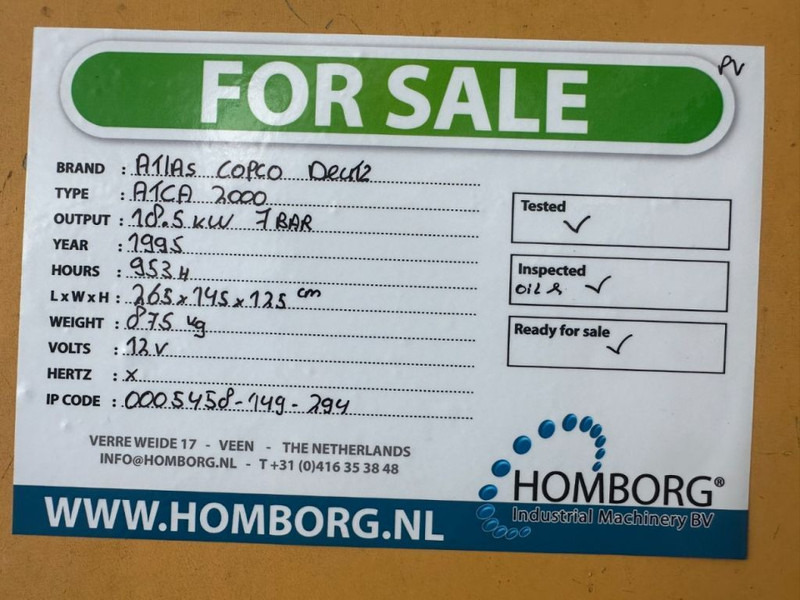 PV
FOR SALE
BRAND : ATLAS COPCO Deutz
TYPE : ATCA 2000
OUTPUT : 18.5 KW 7 BAR
YEAR : 1995
HOURS : 953 H
L x W x H : 265 x 145 x 125 cm
WEIGHT : 875 kg
VOLTS : 12 V
HERTZ : x
IP CODE : 0005458-149-294
Tested ✓
Inspected
oil & ✓
Ready for sale ✓
VERRE WEIDE 17 - VEEN - THE NETHERLANDS
INFO@HOMBORG.NL - T +31 (0)416 35 38 48
WWW.HOMBORG.NL
HOMBORG®
Industrial Machinery BV